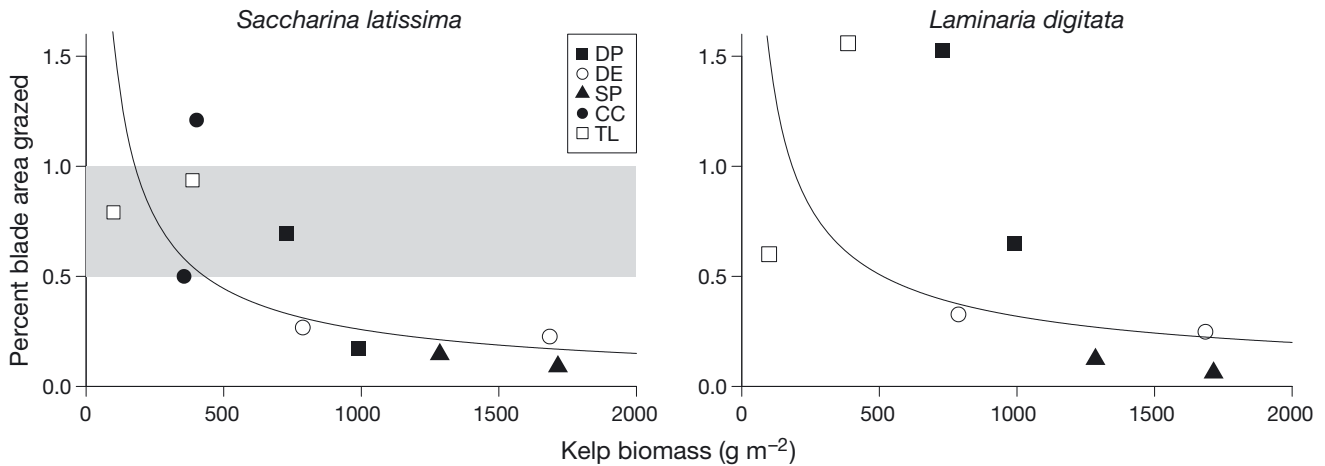 Saccharina latissima
Laminaria digitata
Percent blade area grazed
1.5
1.0
0.5
0.0
DP
DE
SP
CC
TL
0
500
1000
1500
2000
1.5
1.0
0.5
0.0
0
500
1000
1500
2000
Kelp biomass (g m⁻²)